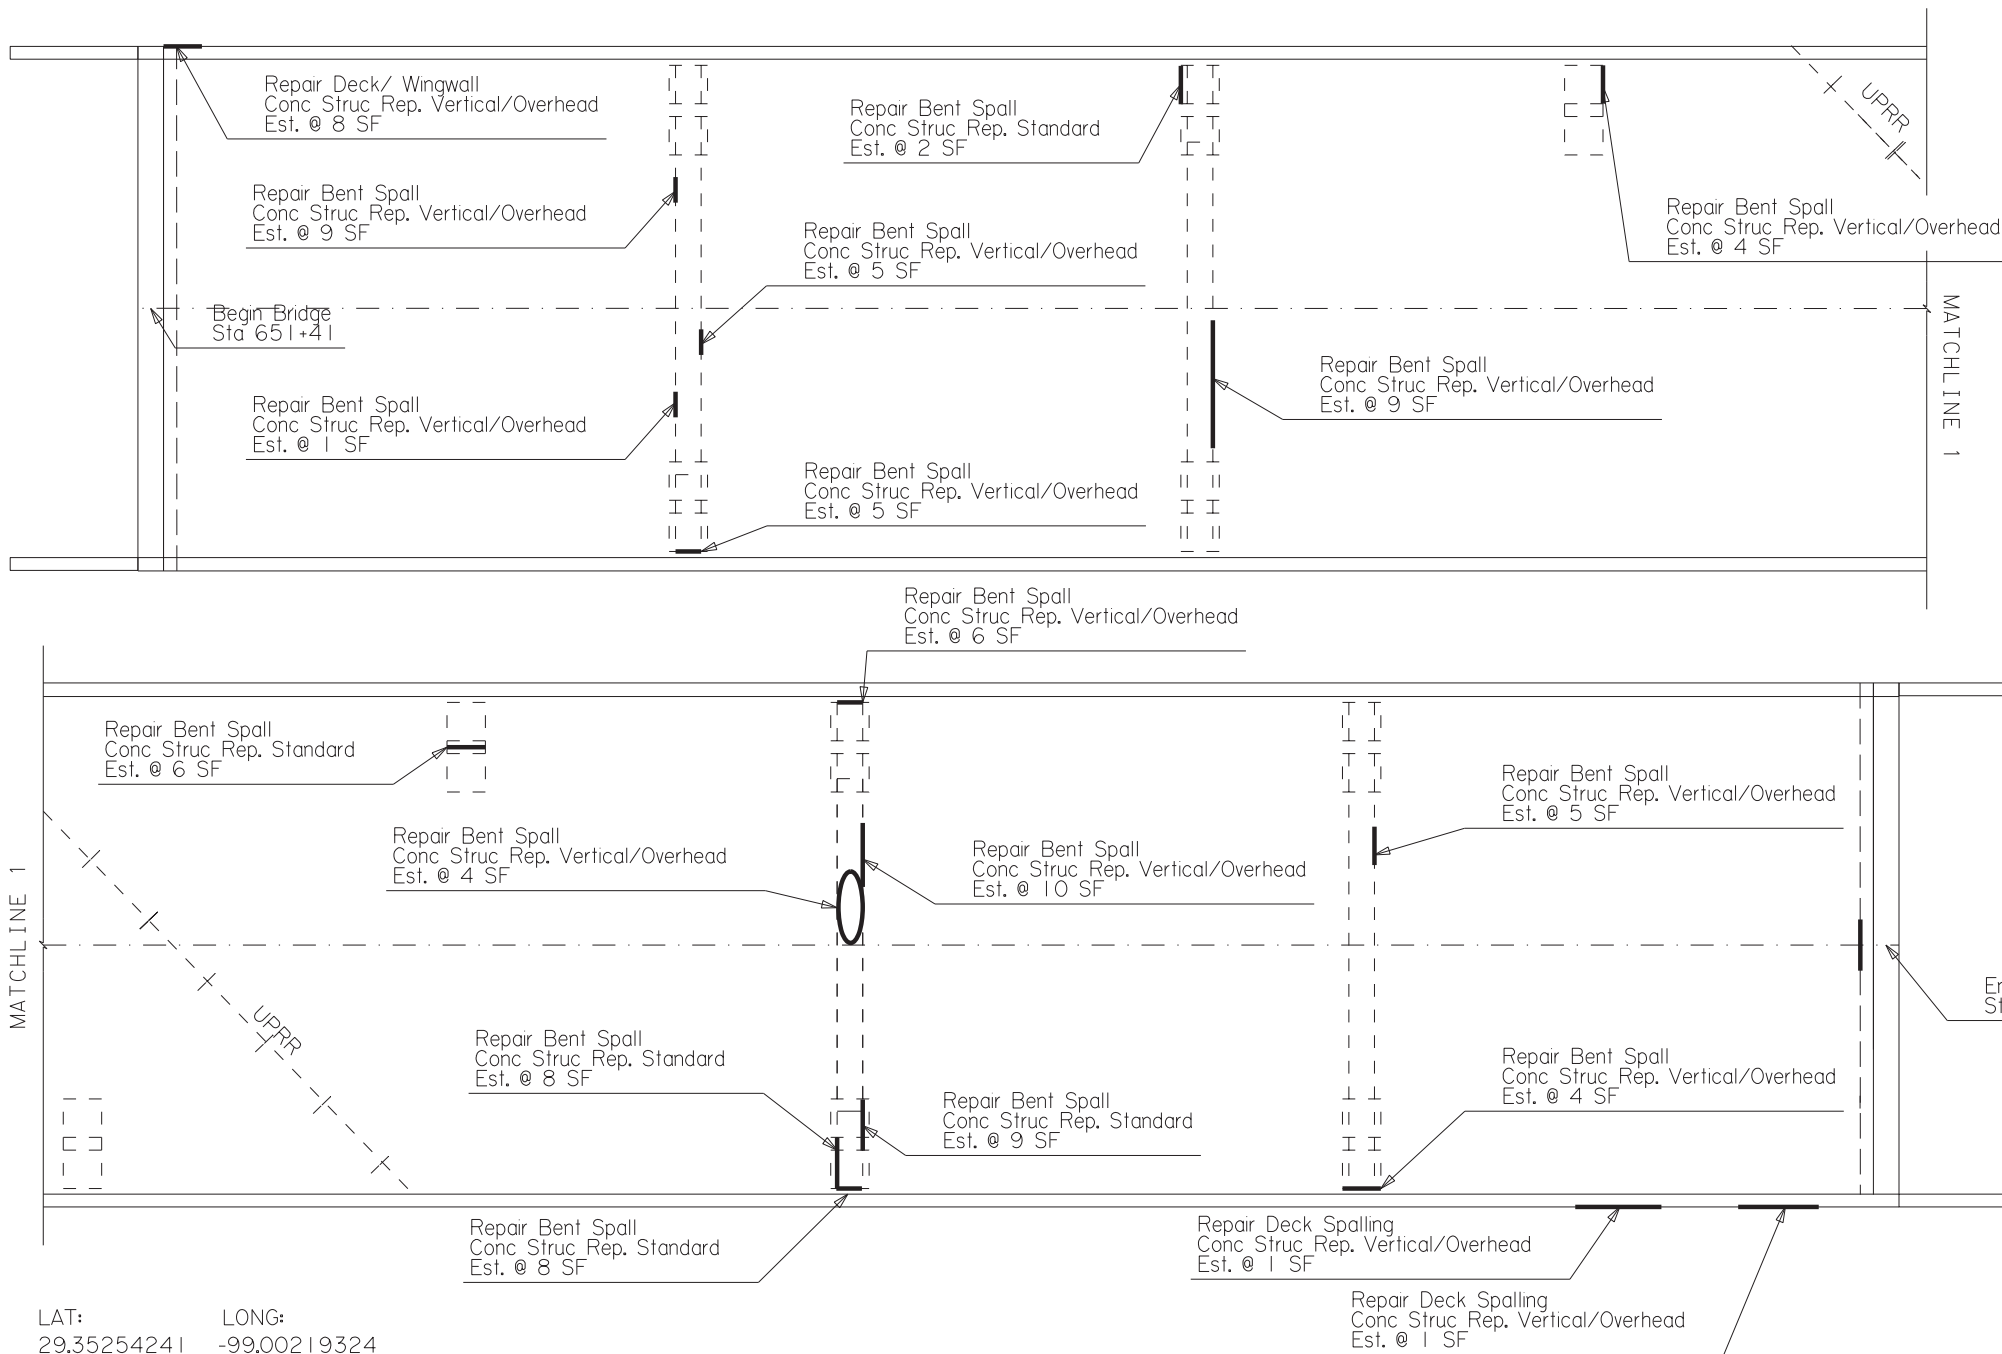 Repair Deck/ Wingwall
Conc Struc Rep. Vertical/Overhead
Est. @ 8 SF
Repair Bent Spall
Conc Struc Rep. Standard
Est. @ 2 SF
UPRR
Repair Bent Spall
Conc Struc Rep. Vertical/Overhead
Est. @ 9 SF
Repair Bent Spall
Conc Struc Rep. Vertical/Overhead
Est. @ 5 SF
Repair Bent Spall
Conc Struc Rep. Vertical/Overhead
Est. @ 4 SF
Begin Bridge
Sta 651+41
MATCHLINE 1
Repair Bent Spall
Conc Struc Rep. Vertical/Overhead
Est. @ 9 SF
Repair Bent Spall
Conc Struc Rep. Vertical/Overhead
Est. @ 1 SF
Repair Bent Spall
Conc Struc Rep. Vertical/Overhead
Est. @ 5 SF
Repair Bent Spall
Conc Struc Rep. Vertical/Overhead
Est. @ 6 SF
Repair Bent Spall
Conc Struc Rep. Standard
Est. @ 6 SF
Repair Bent Spall
Conc Struc Rep. Vertical/Overhead
Est. @ 5 SF
Repair Bent Spall
Conc Struc Rep. Vertical/Overhead
Est. @ 4 SF
Repair Bent Spall
Conc Struc Rep. Vertical/Overhead
Est. @ 10 SF
MATCHLINE 1
UPRR
Repair Bent Spall
Conc Struc Rep. Standard
Est. @ 8 SF
Repair Bent Spall
Conc Struc Rep. Standard
Est. @ 9 SF
Repair Bent Spall
Conc Struc Rep. Vertical/Overhead
Est. @ 4 SF
Repair Bent Spall
Conc Struc Rep. Standard
Est. @ 8 SF
Repair Deck Spalling
Conc Struc Rep. Vertical/Overhead
Est. @ 1 SF
Repair Deck Spalling
Conc Struc Rep. Vertical/Overhead
Est. @ 1 SF
LAT: LONG:
29.35254241 -99.00219324